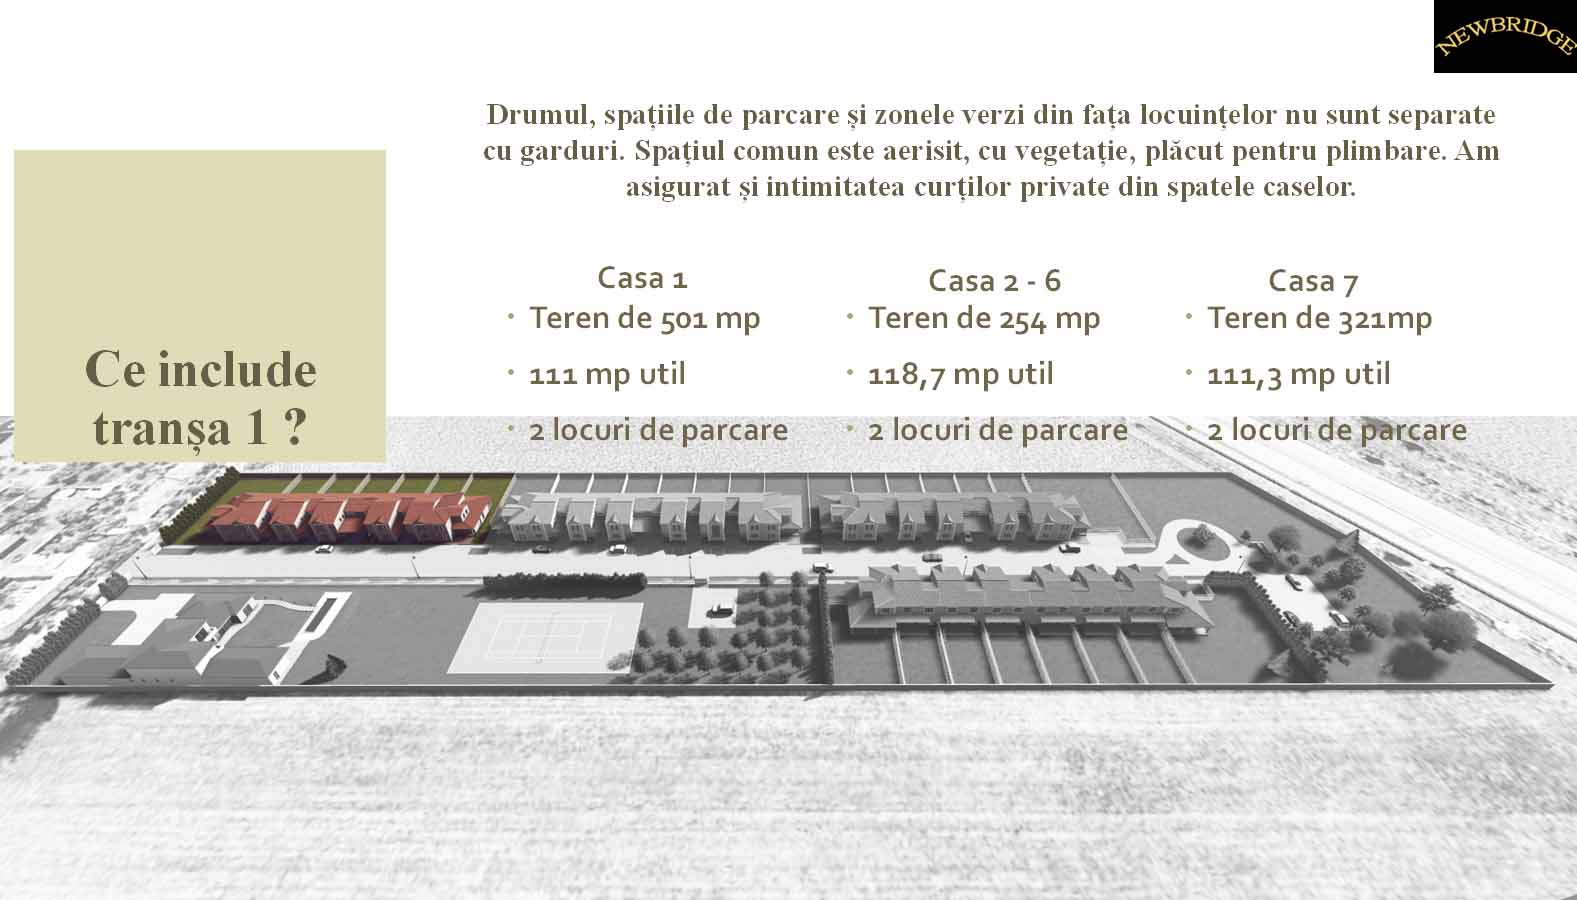 NEWBRIDGE
Drumul, spațiile de parcare și zonele verzi din fața locuințelor nu sunt separate
cu garduri. Spațiul comun este aerisit, cu vegetație, plăcut pentru plimbare. Am
asigurat și intimitatea curților private din spatele caselor.
Ce include
tranșa 1 ?
Casa 1
• Teren de 501 mp
• 111 mp util
• 2 locuri de parcare
Casa 2 - 6
• Teren de 254 mp
• 118,7 mp util
• 2 locuri de parcare
Casa 7
• Teren de 321mp
• 111,3 mp util
• 2 locuri de parcare